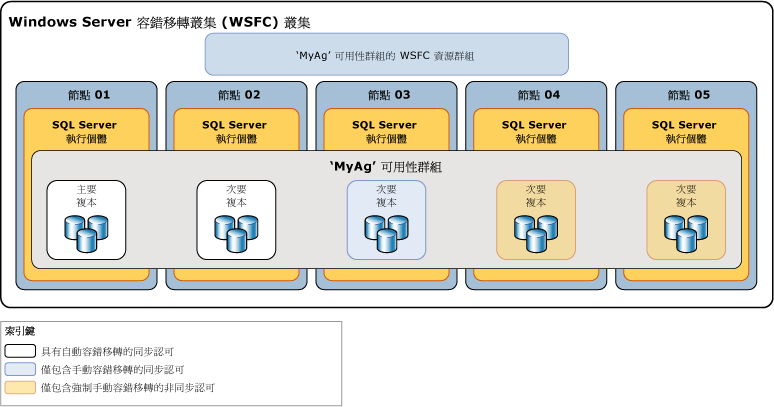 Windows Server 容錯移轉叢集 (WSFC) 叢集
‘MyAg’ 可用性群組的 WSFC 資源群組
節點 01
節點 02
節點 03
節點 04
節點 05
SQL Server
執行個體
SQL Server
執行個體
SQL Server
執行個體
SQL Server
執行個體
SQL Server
執行個體
‘MyAg’ 可用性群組
主要
複本
次要
複本
次要
複本
次要
複本
次要
複本
索引鍵
具有自動容錯移轉的同步認可
僅包含手動容錯移轉的同步認可
僅包含強制手動容錯移轉的非同步認可